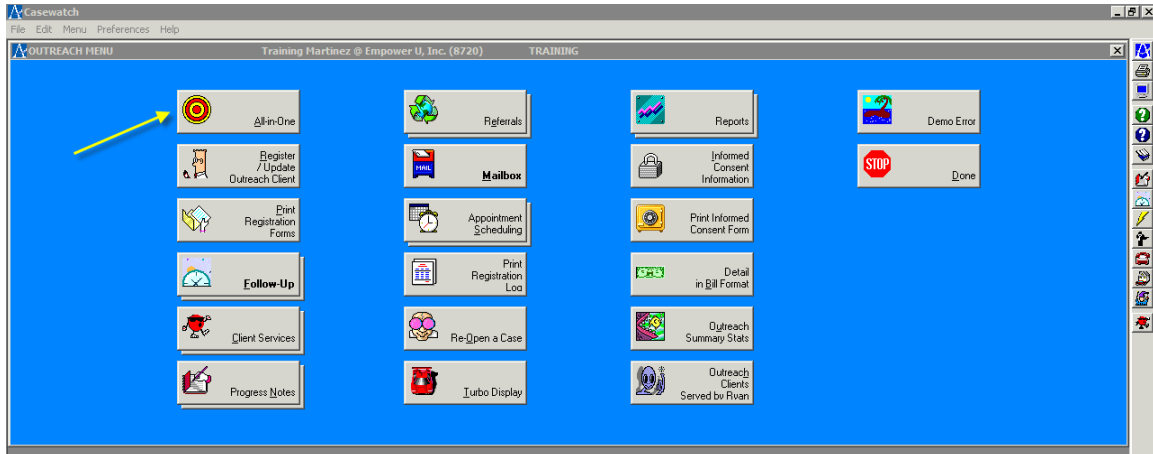 Casewatch
File Edit Menu Preferences Help
OUTREACH MENU Training Martinez @ Empower U, Inc. (8720) TRAINING
All-in-One
Referrals
Reports
Demo Error
Register
/ Update
Outreach Client
MAIL
Mailbox
Informed
Consent
Information
STOP
Done
Print
Registration
Forms
Appointment
Scheduling
Print Informed
Consent Form
Follow-Up
Print
Registration
Log
Detail
in Bill Format
Client Services
Re-Open a Case
Outreach
Summary Stats
Progress Notes
Turbo Display
Outreach
Clients
Served by Ryan